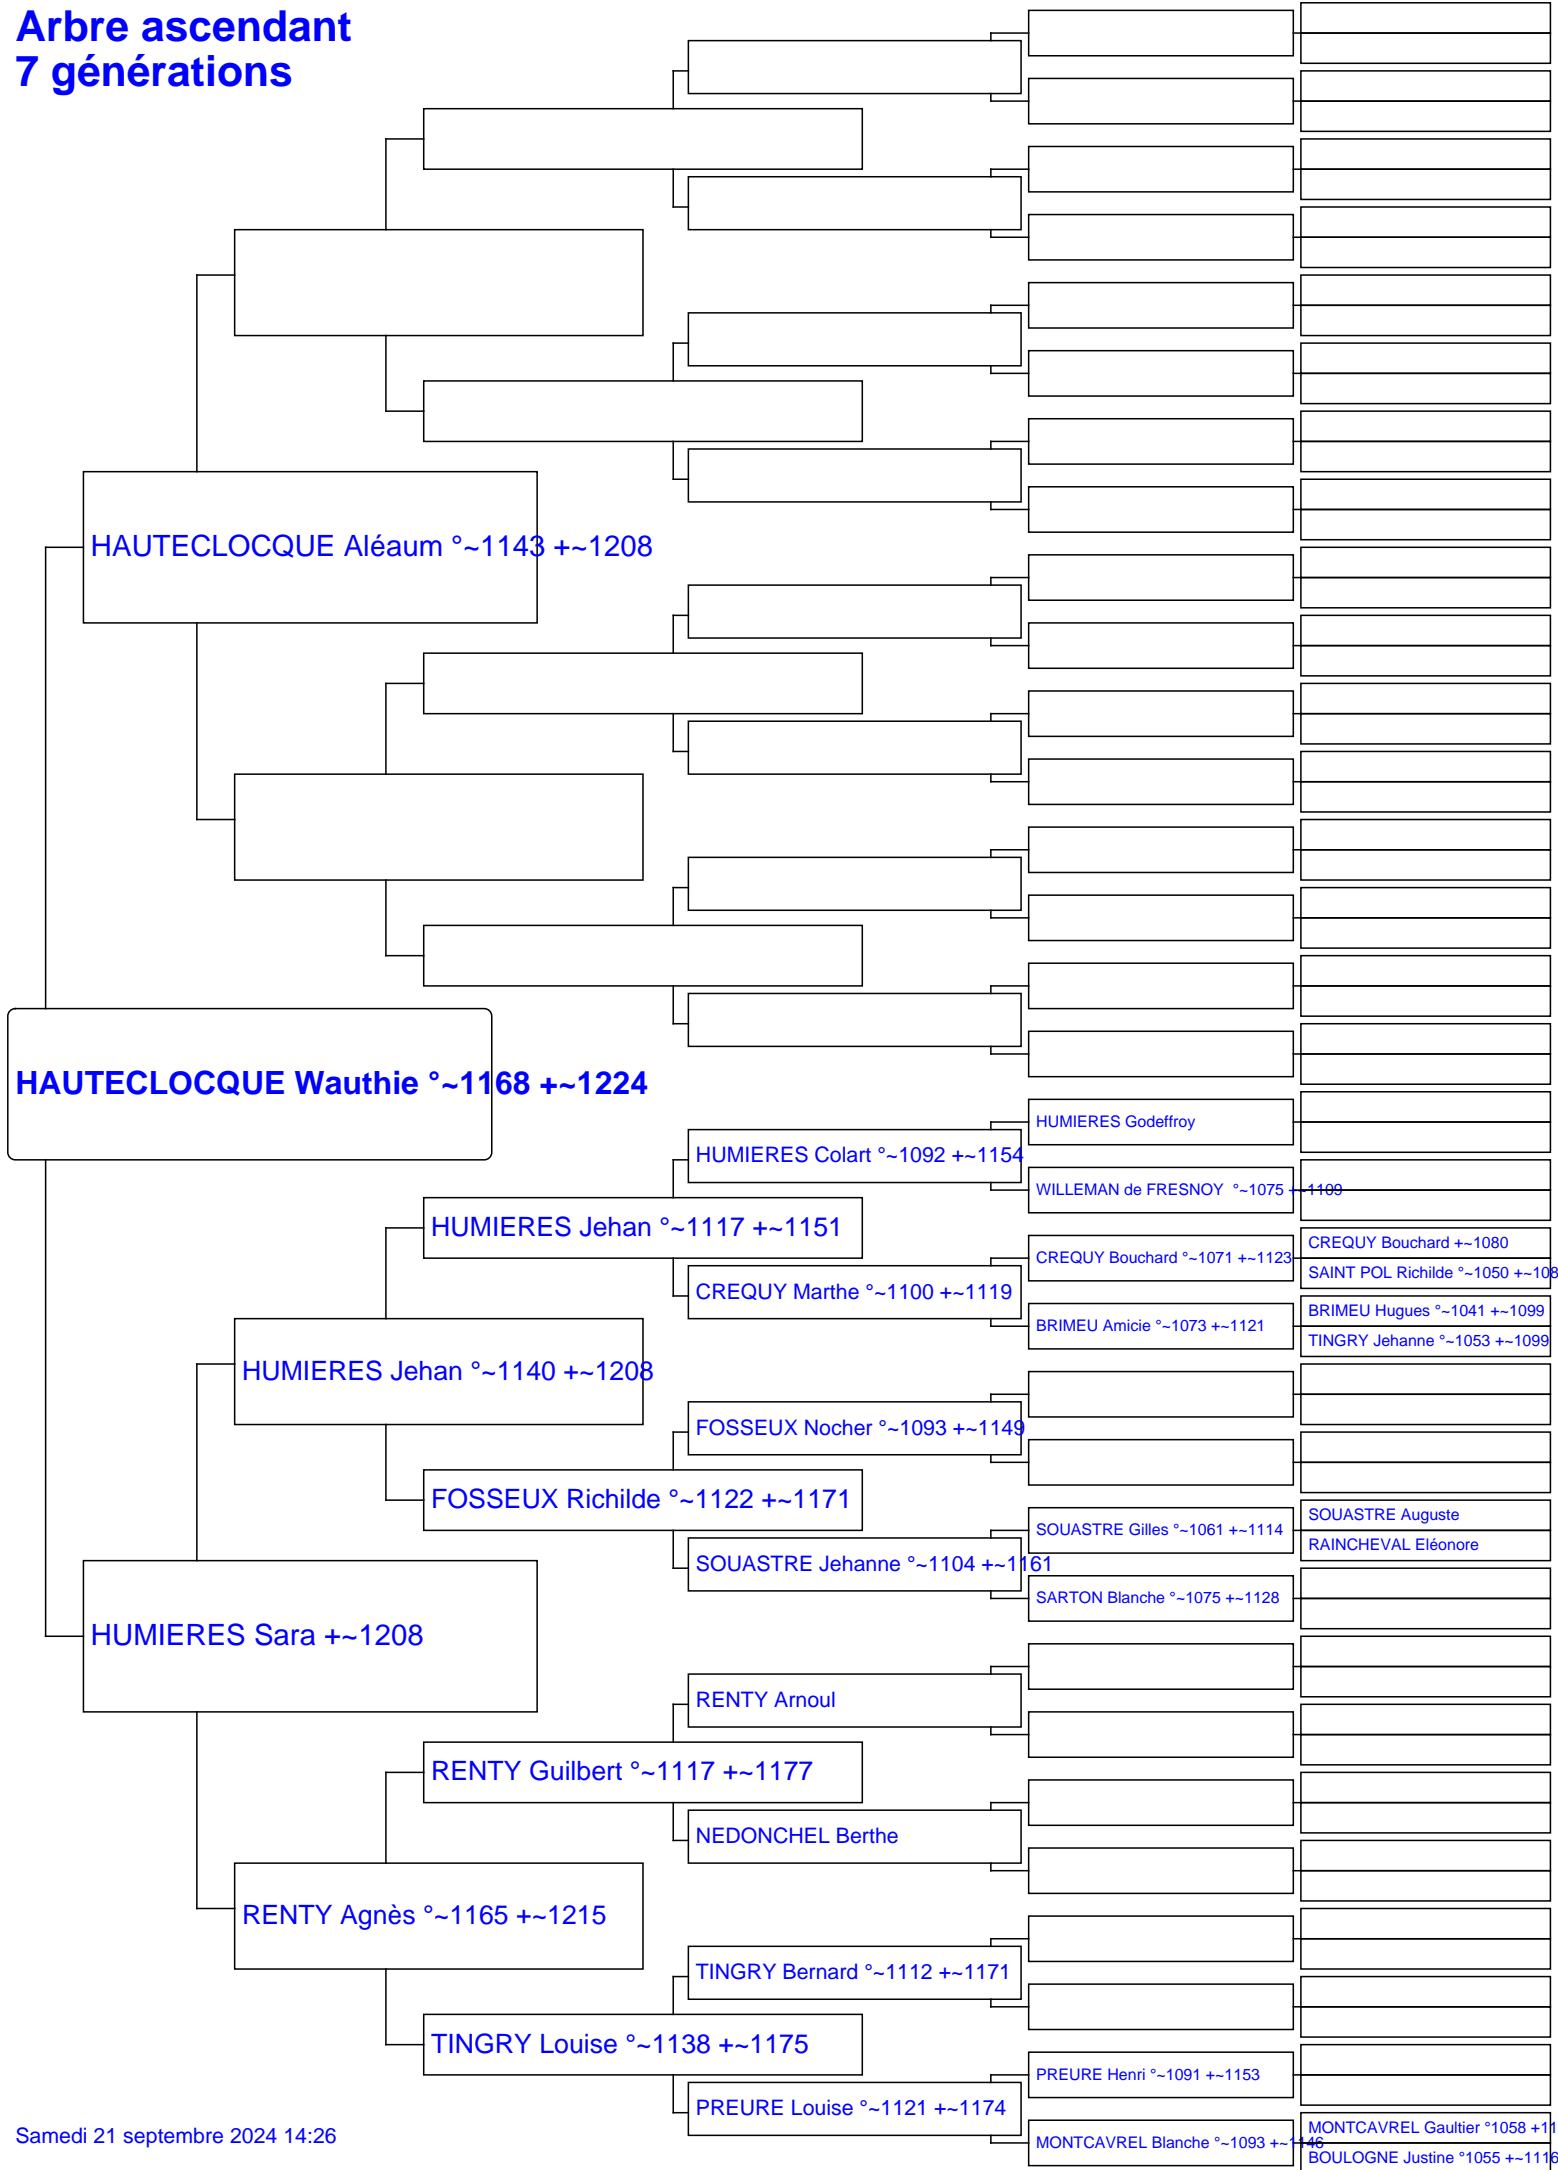 Arbre ascendant
7 générations
HAUTECLOCQUE Aléaum °~1143 +~1208
HAUTECLOCQUE Wauthie °~1168 +~1224
HUMIERES Godeffroy
HUMIERES Colart °~1092 +~1154
WILLEMAN de FRESNOY °~1075 +~1109
HUMIERES Jehan °~1117 +~1151
CREQUY Bouchard +~1080
CREQUY Bouchard °~1071 +~1123
SAINT POL Richilde °~1050 +~108
CREQUY Marthe °~1100 +~1119
BRIMEU Hugues °~1041 +~1099
BRIMEU Amicie °~1073 +~1121
TINGRY Jehanne °~1053 +~1099
HUMIERES Jehan °~1140 +~1208
FOSSEUX Nocher °~1093 +~1149
FOSSEUX Richilde °~1122 +~1171
SOUASTRE Auguste
SOUASTRE Gilles °~1061 +~1114
RAINCHEVAL Eléonore
SOUASTRE Jehanne °~1104 +~1161
SARTON Blanche °~1075 +~1128
HUMIERES Sara +~1208
RENTY Arnoul
RENTY Guilbert °~1117 +~1177
NEDONCHEL Berthe
RENTY Agnès °~1165 +~1215
TINGRY Bernard °~1112 +~1171
TINGRY Louise °~1138 +~1175
PREURE Henri °~1091 +~1153
PREURE Louise °~1121 +~1174
MONTCAVREL Gaultier °1058 +11
MONTCAVREL Blanche °~1093 +~1146
BOULOGNE Justine °1055 +~1116
Samedi 21 septembre 2024 14:26